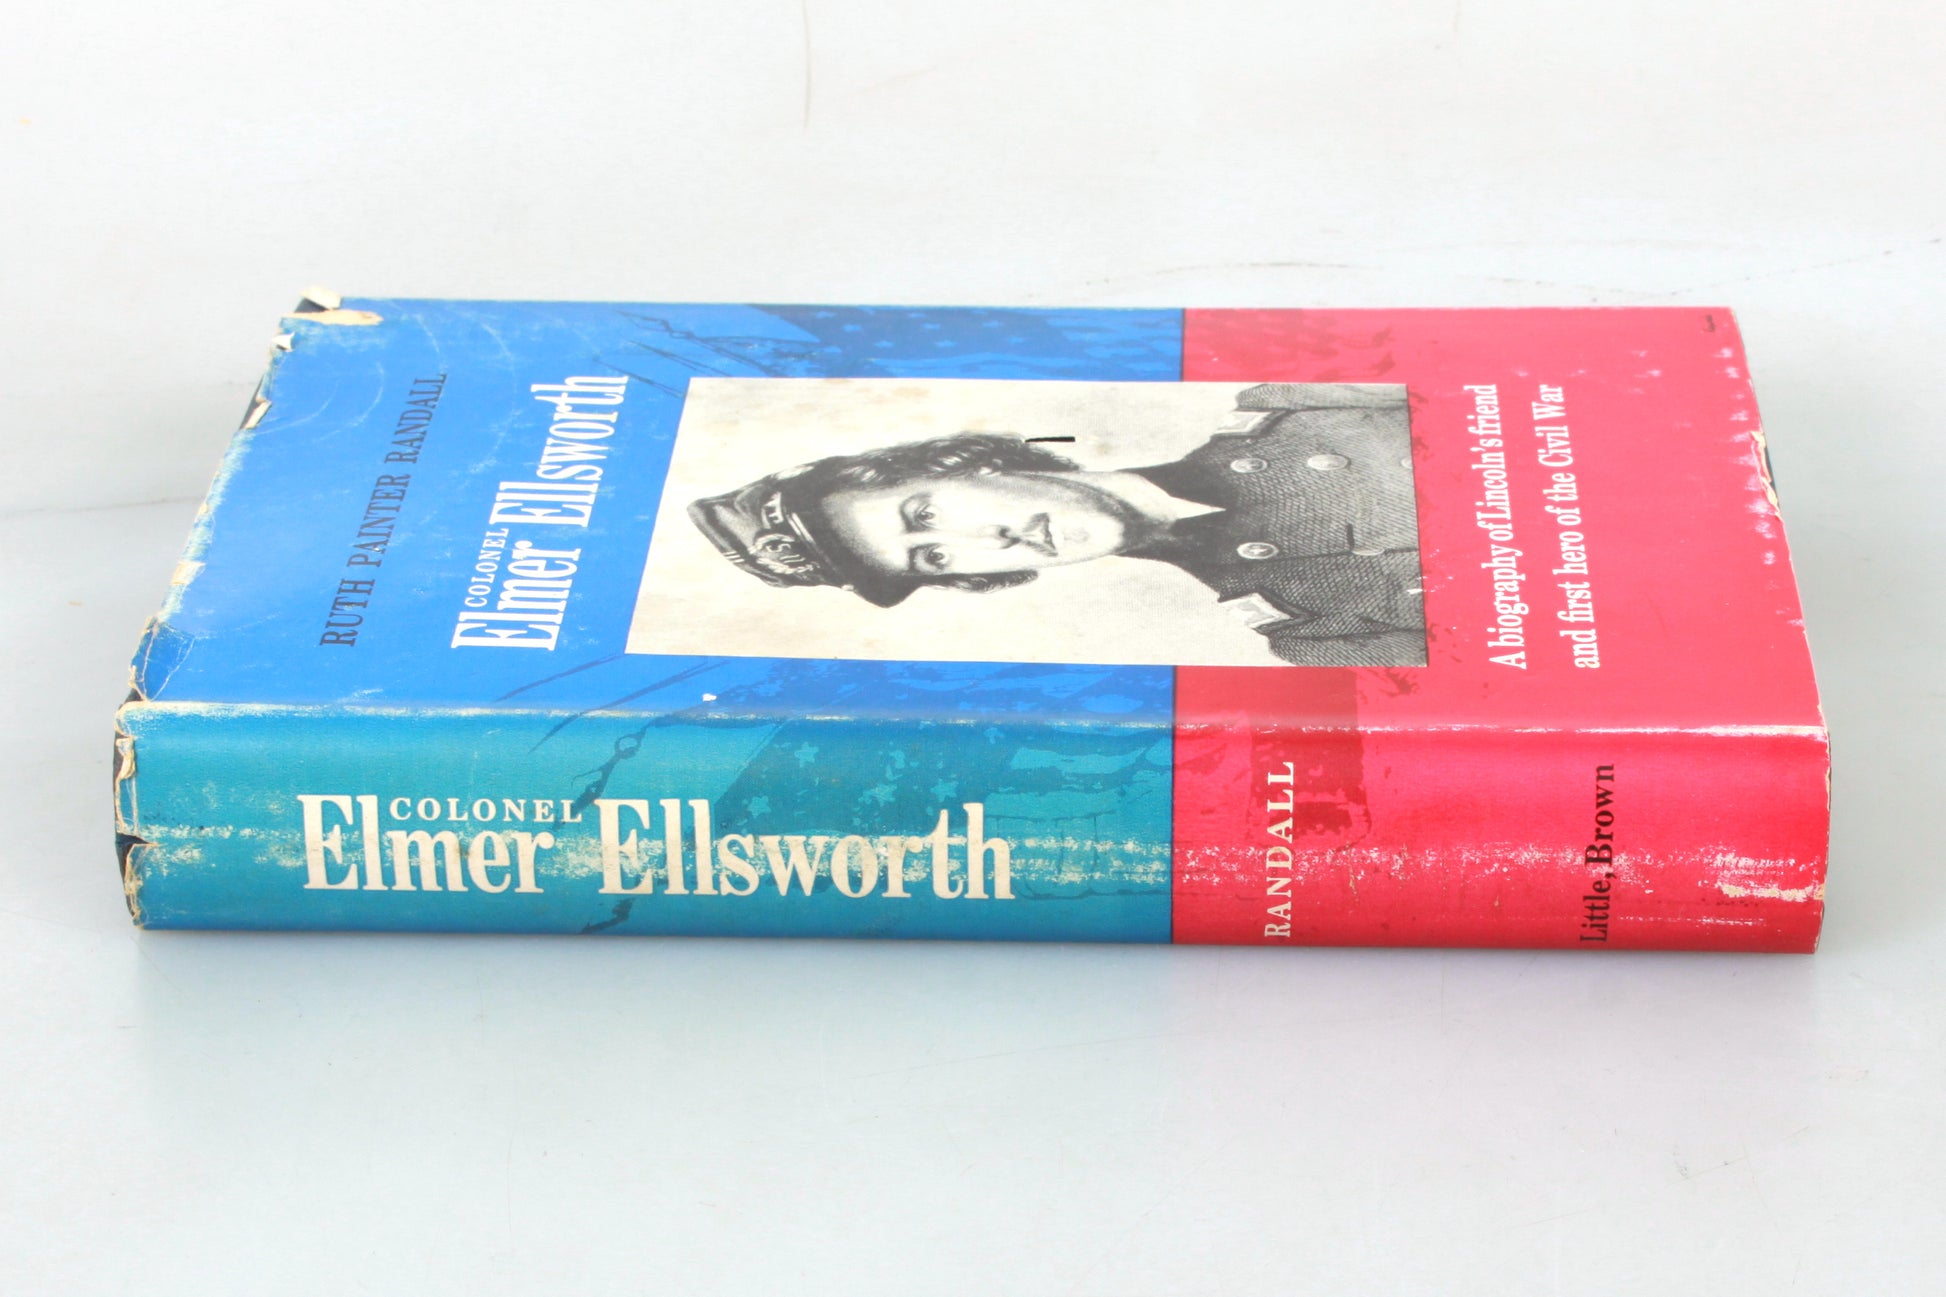 RUTH PAINTER RANDALL
COLONEL
Elmer Ellsworth
A biography of Lincoln's friend
and first hero of the Civil War
COLONEL
Elmer Ellsworth
RANDALL
Little, Brown